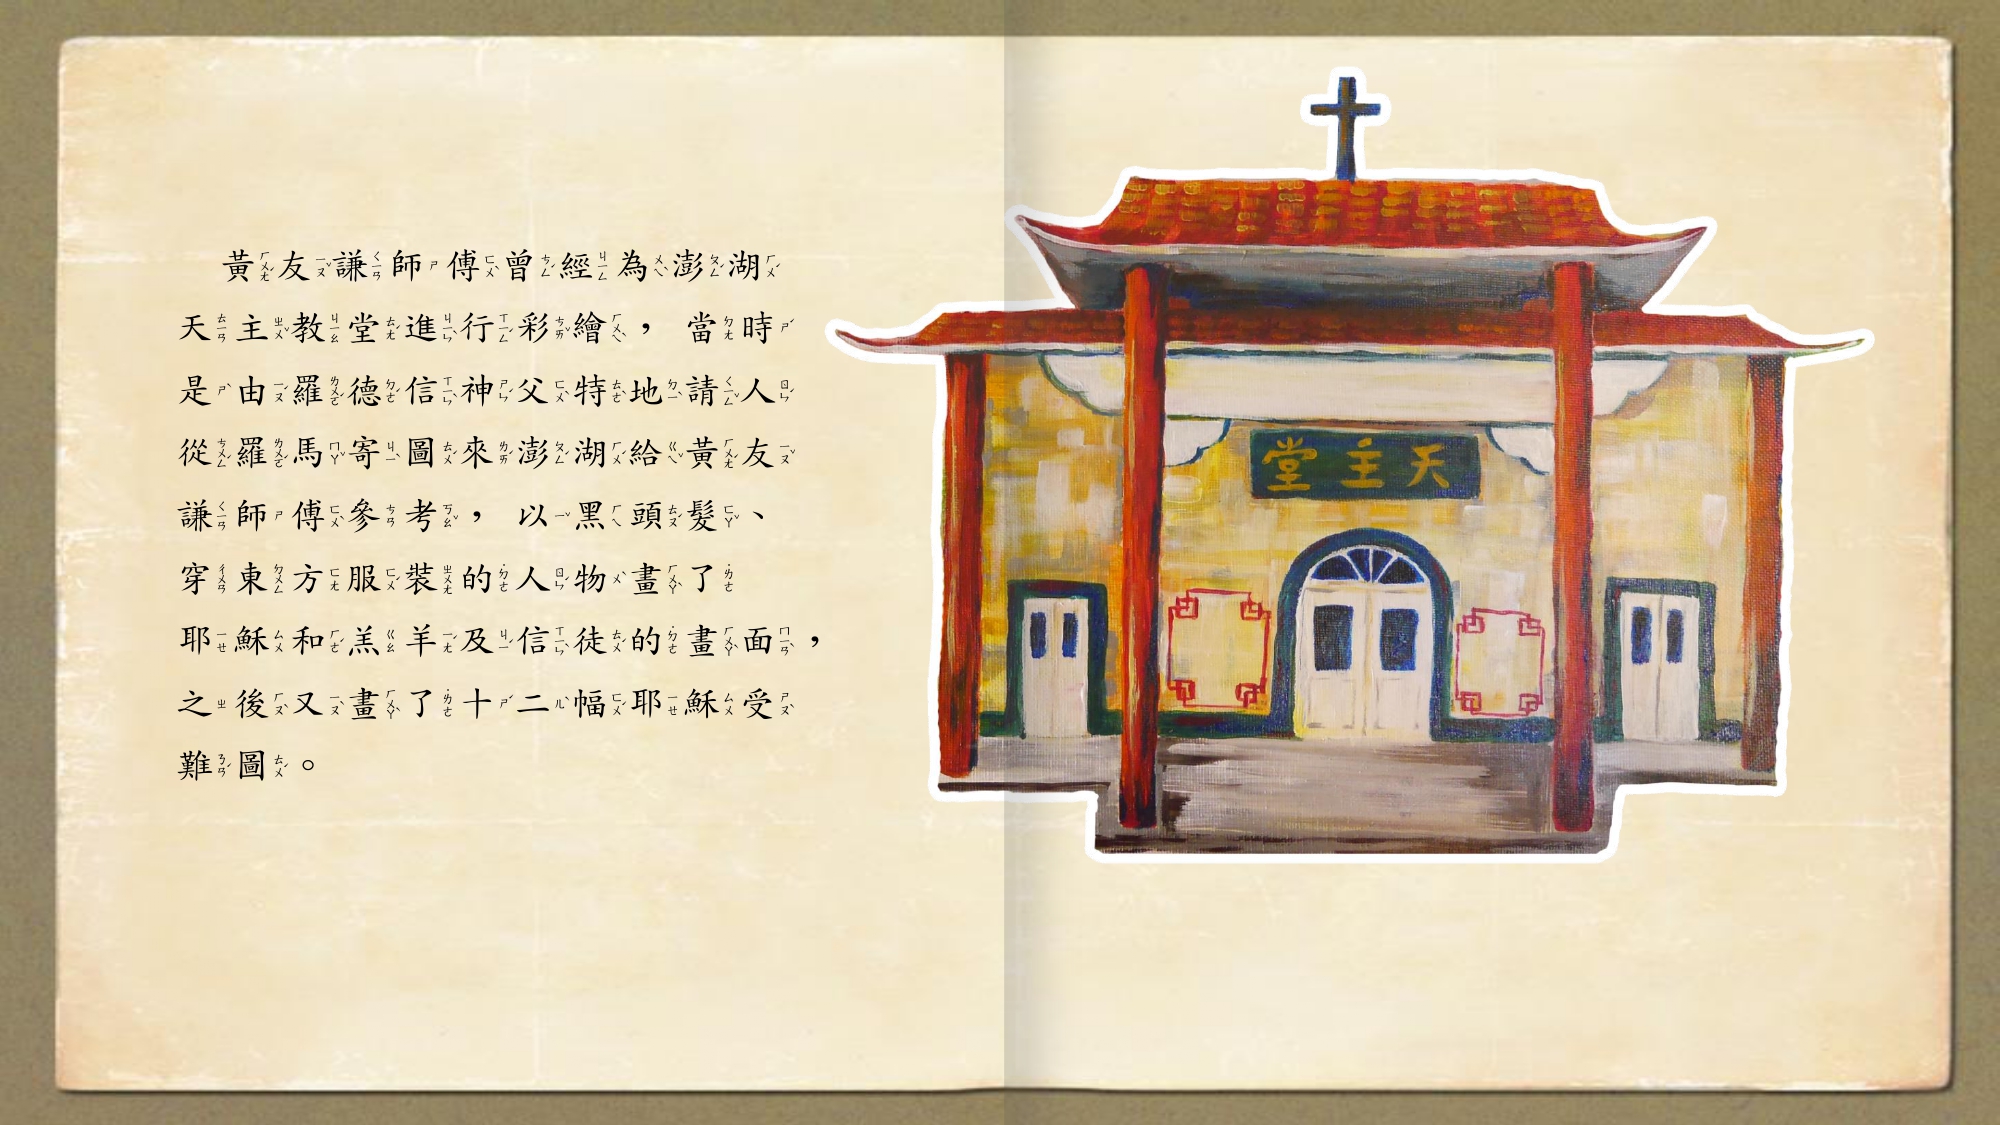 黃友謙師傅曾經為澎湖
天主教堂進行彩繪，當時
是由羅德信神父特地請人
從羅馬寄圖來澎湖給黃友
謙師傅參考，以黑頭髮、
穿東方服裝的人物畫了
耶穌和羔羊及信徒的畫面，
之後又畫了十二幅耶穌受
難圖。
堂主天